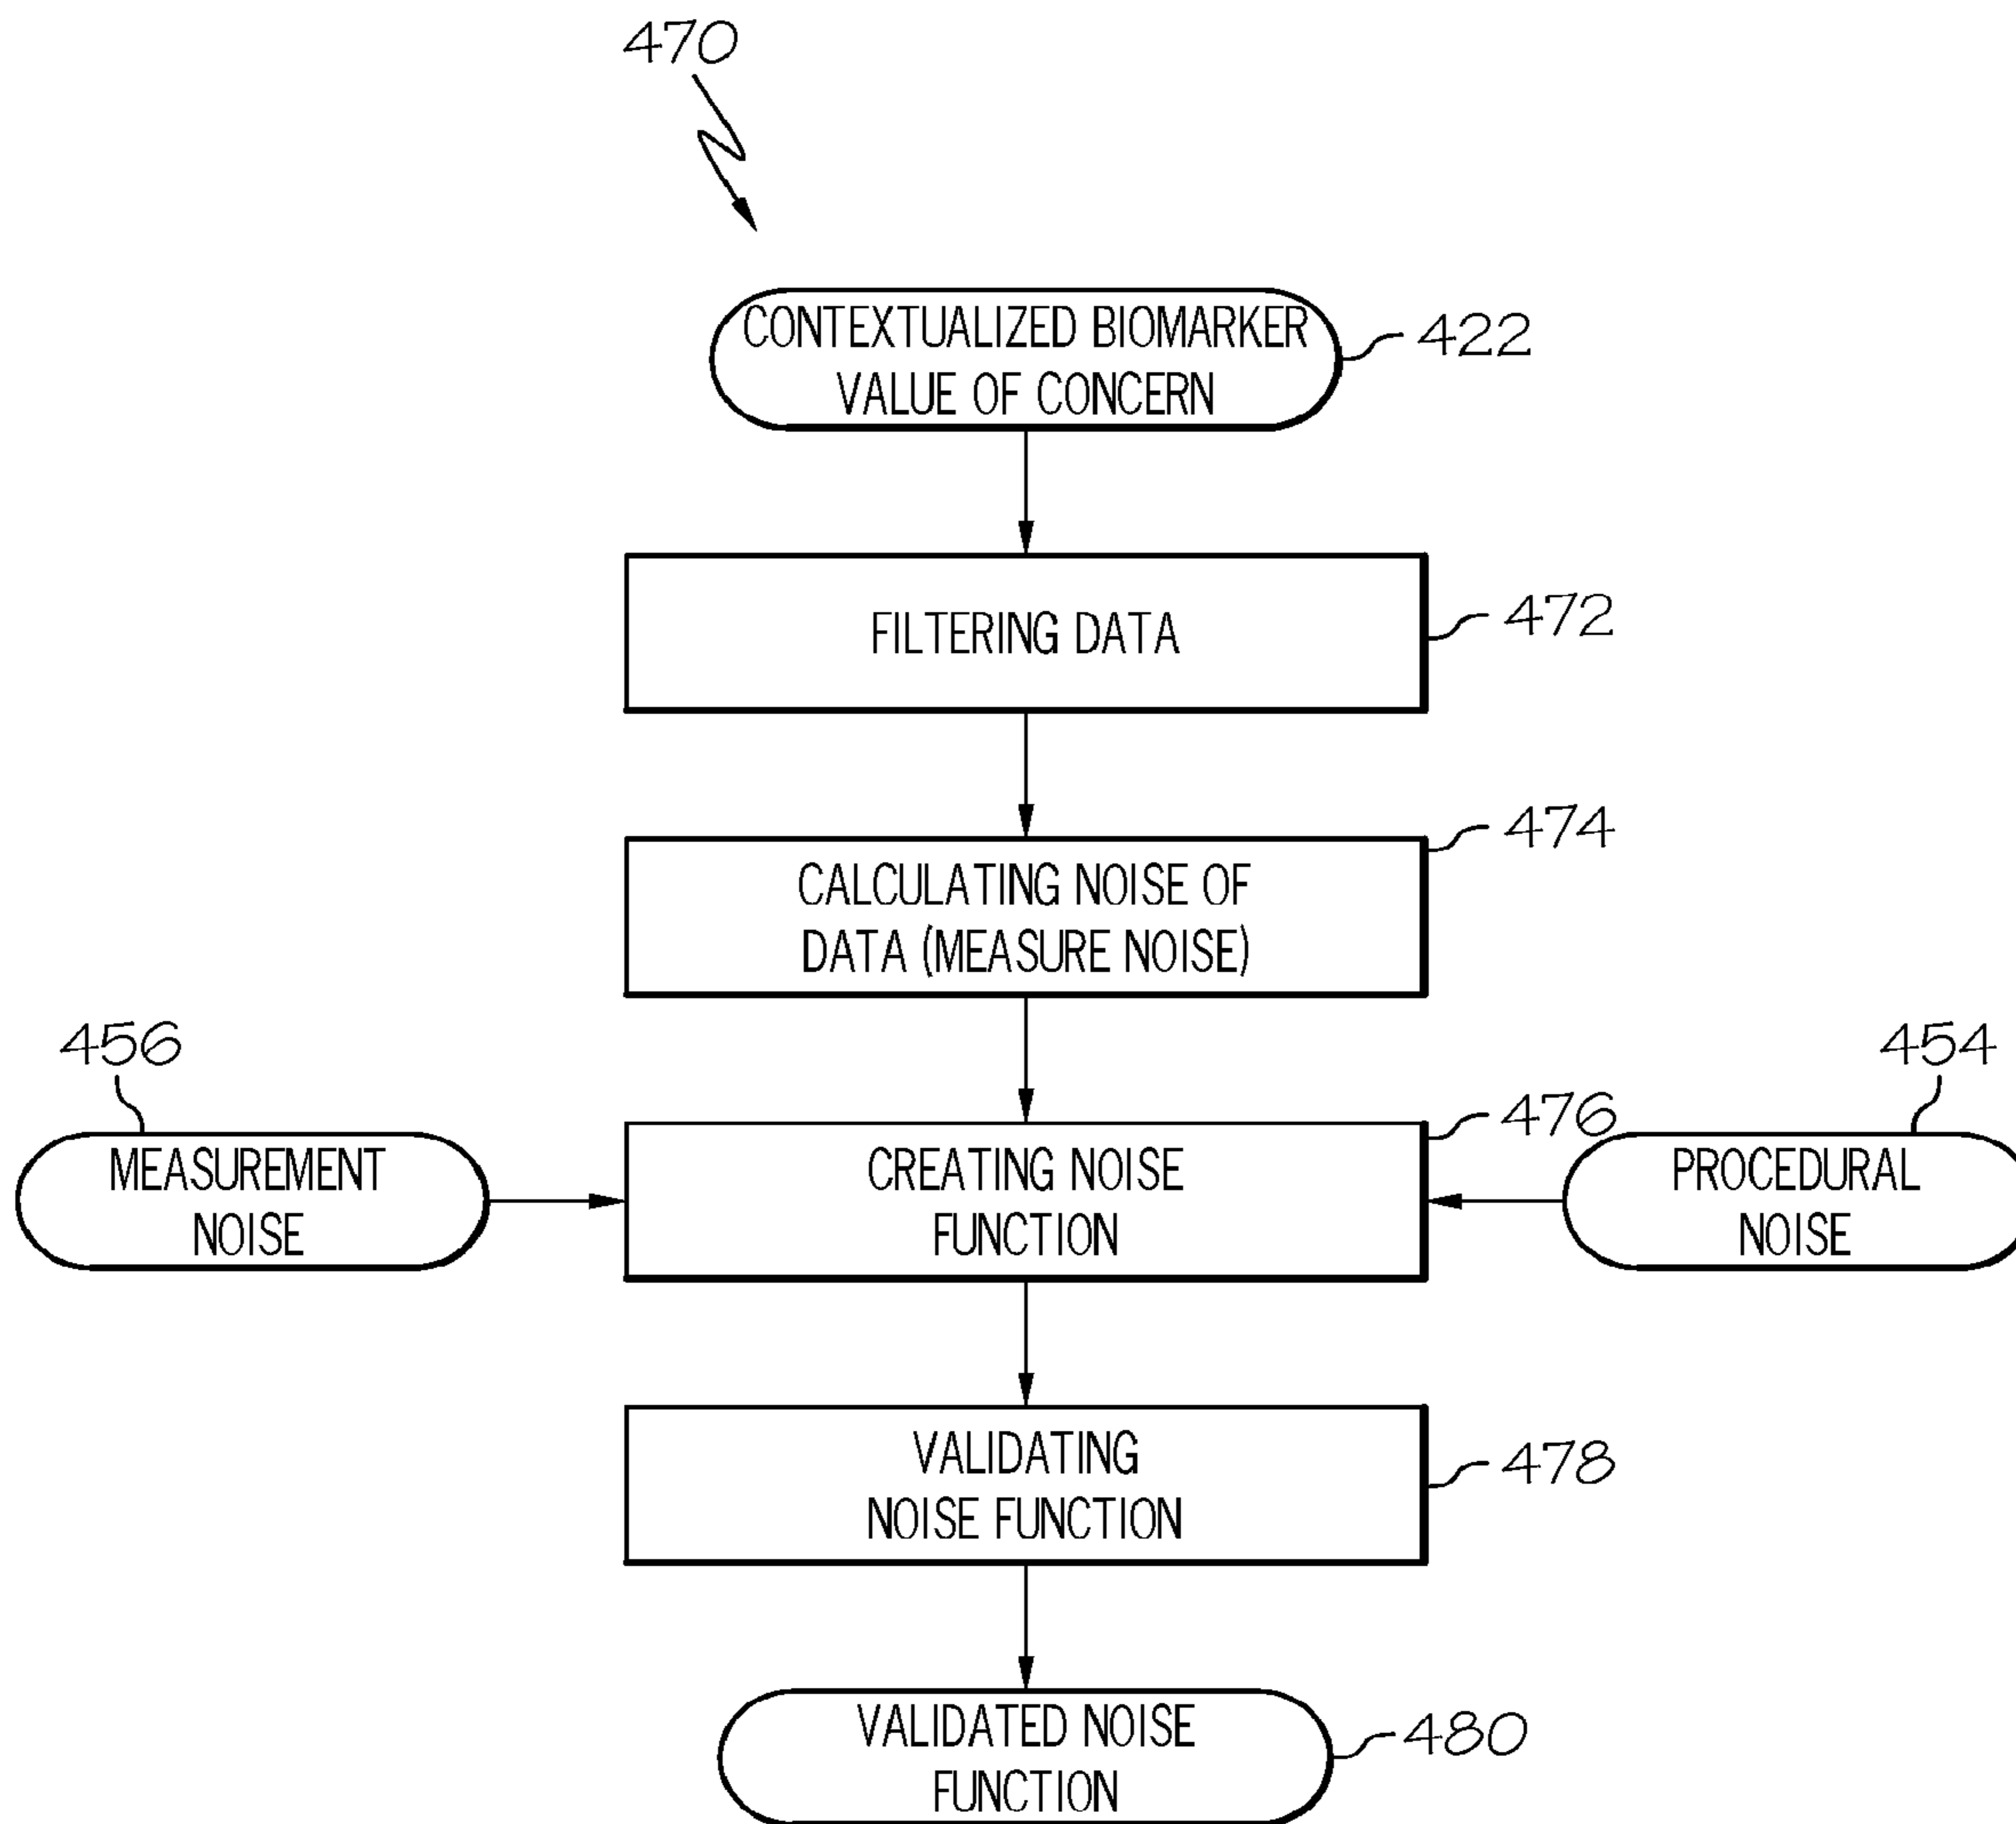 470
CONTEXTUALIZED BIOMARKER
VALUE OF CONCERN
422
FILTERING DATA
472
474
CALCULATING NOISE OF
DATA (MEASURE NOISE)
456
454
476
MEASUREMENT
NOISE
CREATING NOISE
FUNCTION
PROCEDURAL
NOISE
VALIDATING
NOISE FUNCTION
478
VALIDATED NOISE
FUNCTION
480